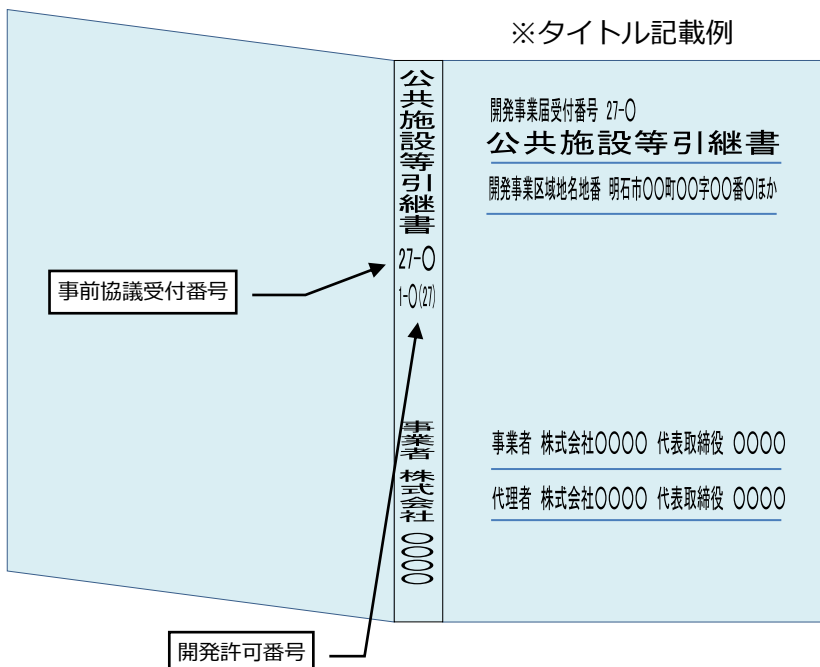 ※タイトル記載例
公共施設等引継書
27-〇
1-〇(27)
事業者 株式会社 〇〇〇〇
開発事業届受付番号 27-〇
公共施設等引継書
開発事業区域地名地番 明石市〇〇町〇〇字〇〇番〇ほか
事業者 株式会社〇〇〇〇 代表取締役 〇〇〇〇
代理者 株式会社〇〇〇〇 代表取締役 〇〇〇〇
事前協議受付番号
開発許可番号